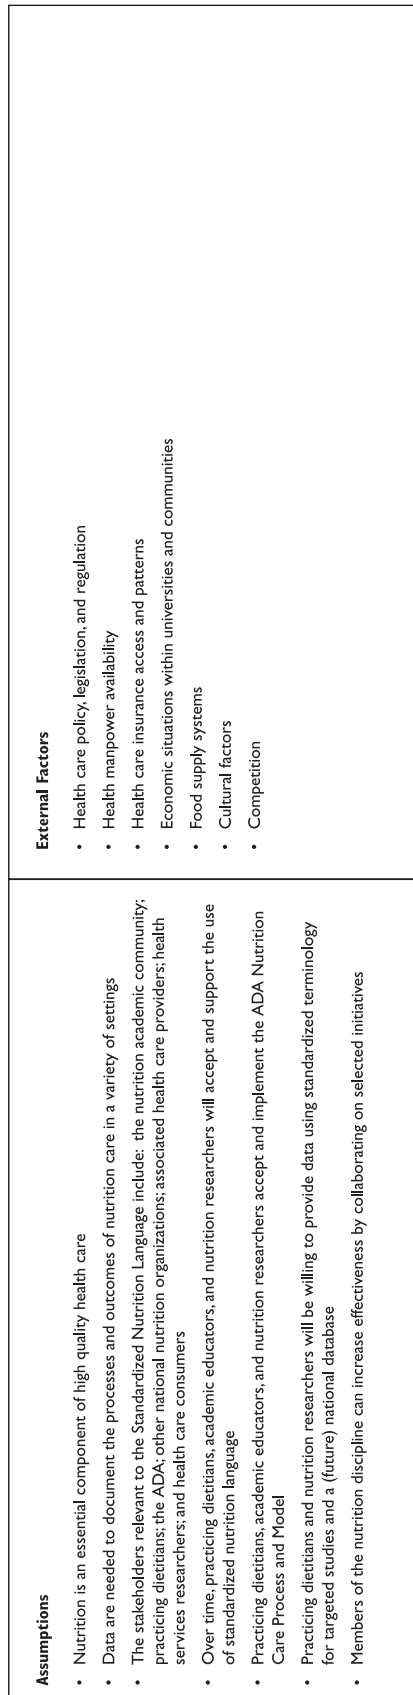 Assumptions
• Nutrition is an essential component of high quality health care
• Data are needed to document the processes and outcomes of nutrition care in a variety of settings
• The stakeholders relevant to the Standardized Nutrition Language include: the nutrition academic community;
practicing dietitians; the ADA; other national nutrition organizations; associated health care providers; health
services researchers; and health care consumers
• Over time, practicing dietitians, academic educators, and nutrition researchers will accept and support the use
of standardized nutrition language
• Practicing dietitians, academic educators, and nutrition researchers accept and implement the ADA Nutrition
Care Process and Model
• Practicing dietitians and nutrition researchers will be willing to provide data using standardized terminology
for targeted studies and a (future) national database
• Members of the nutrition discipline can increase effectiveness by collaborating on selected initiatives
External Factors
• Health care policy, legislation, and regulation
• Health manpower availability
• Health care insurance access and patterns
• Economic situations within universities and communities
• Food supply systems
• Cultural factors
• Competition